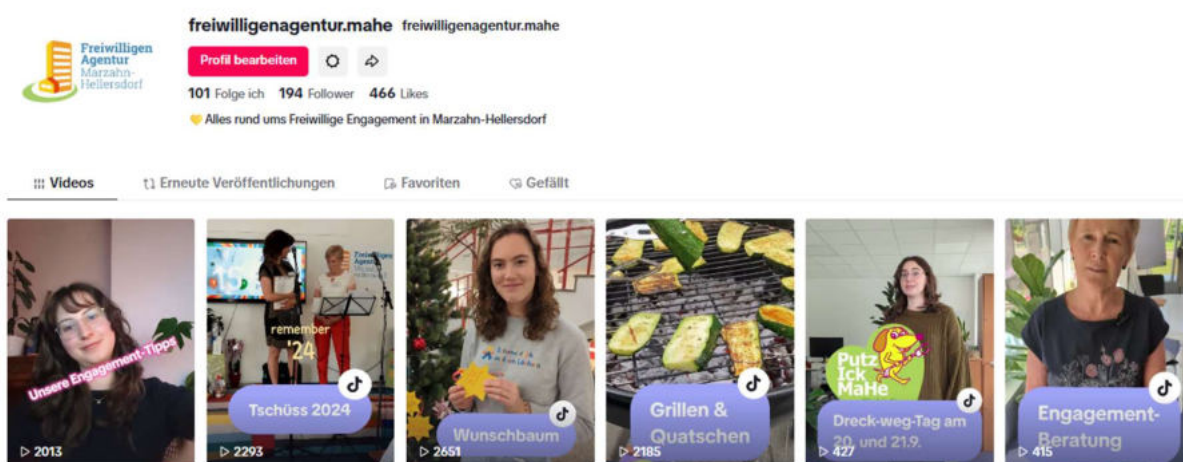 freiwilligenagentur.mahe freiwilligenagentur.mahe
Freiwilligen
Agentur
Marzahn-
Hellersdorf
Profil bearbeiten
101 Folge ich 194 Follower 466 Likes
Alles rund ums Freiwillige Engagement in Marzahn-Hellersdorf
Videos Erneute Veröffentlichungen Favoriten Gefällt
Unsere Engagement-Tipps
2013
remember
'24
Tschüss 2024
2293
Wunschbaum
2651
Grillen &
Quatschen
2185
Putz
Ick
MaHe
Dreck-weg-Tag am
20. und 21.9.
427
Engagement-
Beratung
415